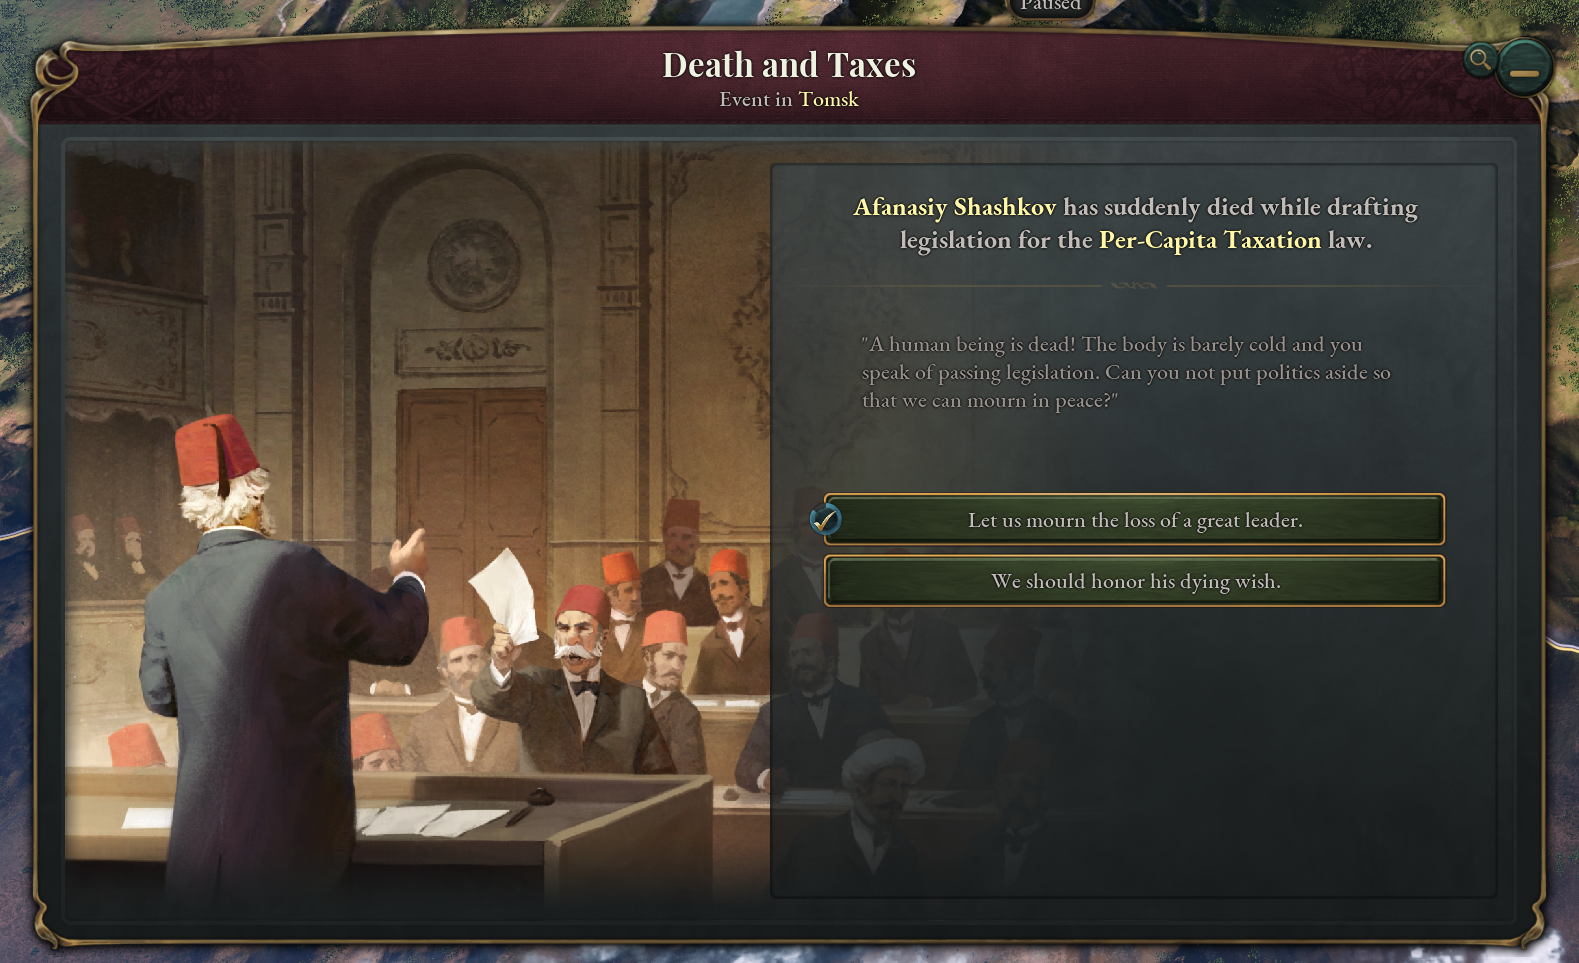 Paused
Death and Taxes
Event in Tomsk
Afanasiy Shashkov has suddenly died while drafting
legislation for the Per-Capita Taxation law.
"A human being is dead! The body is barely cold and you
speak of passing legislation. Can you not put politics aside so
that we can mourn in peace?"
Let us mourn the loss of a great leader.
We should honor his dying wish.